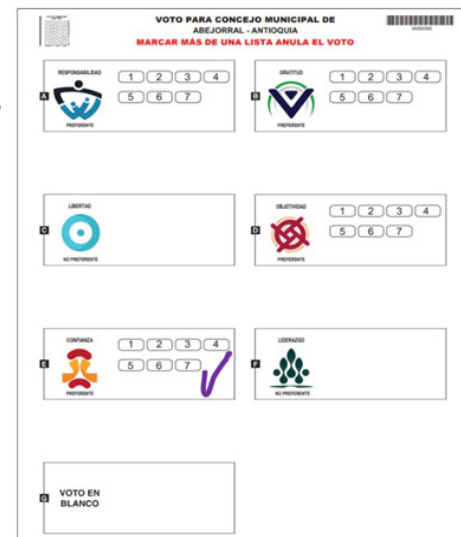 VOTO PARA CONCEJO MUNICIPAL DE
ABEJORRAL - ANTIOQUIA
MARCAR MÁS DE UNA LISTA ANULA EL VOTO
A
RESPONSABILIDAD
PREFERENTE
1 2 3 4
5 6 7
B
GRATITUD
PREFERENTE
1 2 3 4
5 6 7
C
LIBERTAD
NO PREFERENTE
D
OBJETIVIDAD
PREFERENTE
1 2 3 4
5 6 7
E
CONFIANZA
PREFERENTE
1 2 3 4
5 6 7
F
LIDERAZGO
NO PREFERENTE
G
VOTO EN
BLANCO